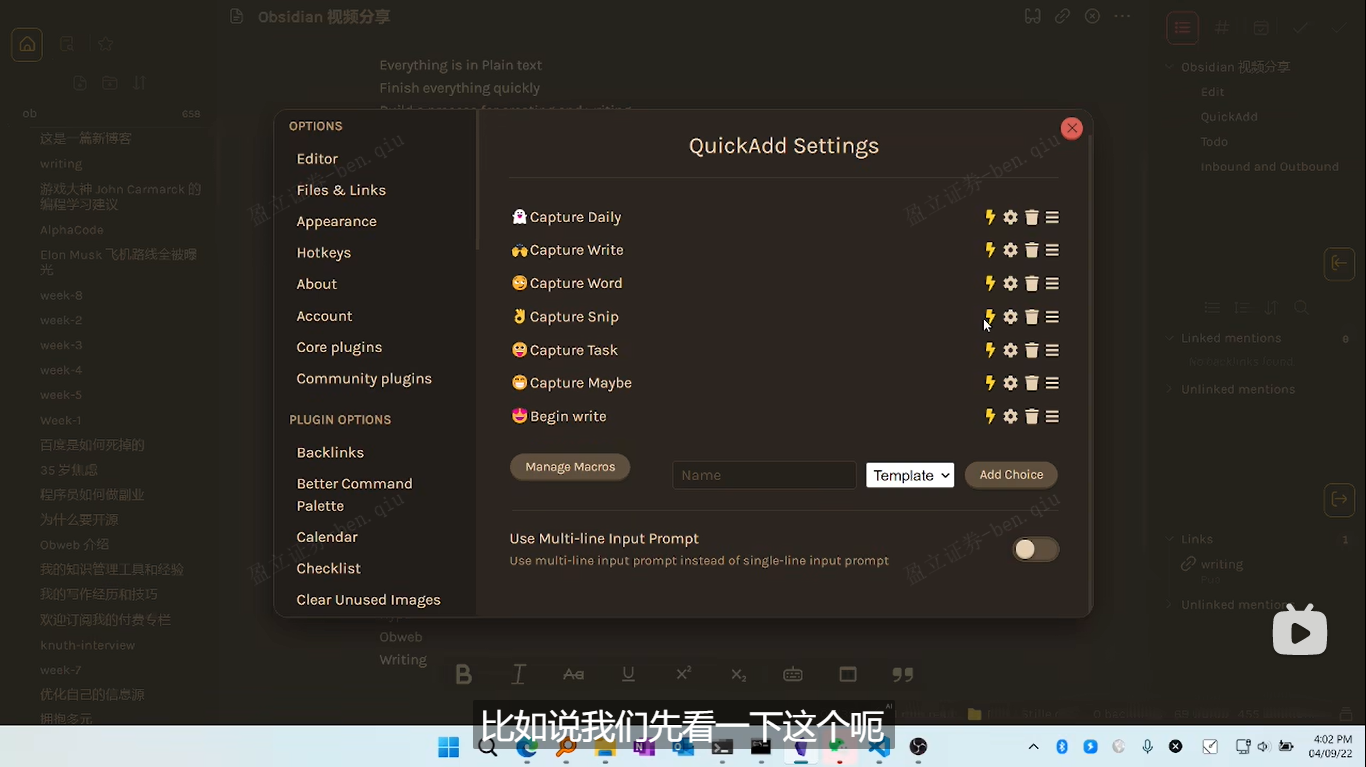 Obsidian 视频分享
Everything is in Plain text
Finish everything quickly
ob
658
这是一篇新博客
writing
游戏大神 John Carmarck 的
编程学习建议
AlphaCode
Elon Musk 飞机路线全被曝
光
week-8
week-2
week-3
week-4
week-5
Week-1
百度是如何死掉的
35 岁焦虑
程序员如何做副业
为什么要开源
Obweb 介绍
我的知识管理工具和经验
我的写作经历和技巧
欢迎订阅我的付费专栏
knuth-interview
week-7
优化自己的信息源
拥抱多元
OPTIONS
Editor
Files & Links
Appearance
Hotkeys
About
Account
Core plugins
Community plugins
PLUGIN OPTIONS
Backlinks
Better Command
Palette
Calendar
Checklist
Clear Unused Images
QuickAdd Settings
Capture Daily
Capture Write
Capture Word
Capture Snip
Capture Task
Capture Maybe
Begin write
Manage Macros
Name
Template
Add Choice
Use Multi-line Input Prompt
Use multi-line input prompt instead of single-line input prompt
盈立证券-ben.qiu
盈立证券-ben.qiu
盈立证券-ben.qiu
盈立证券-ben.qiu
Obsidian 视频分享
Edit
QuickAdd
Todo
Inbound and Outbound
Linked mentions
0
No backlinks found
Unlinked mentions
Links
1
writing
Unlinked mentions
Obweb
Writing
比如说我们先看一下这个呃
AI
4:02 PM
04/09/22